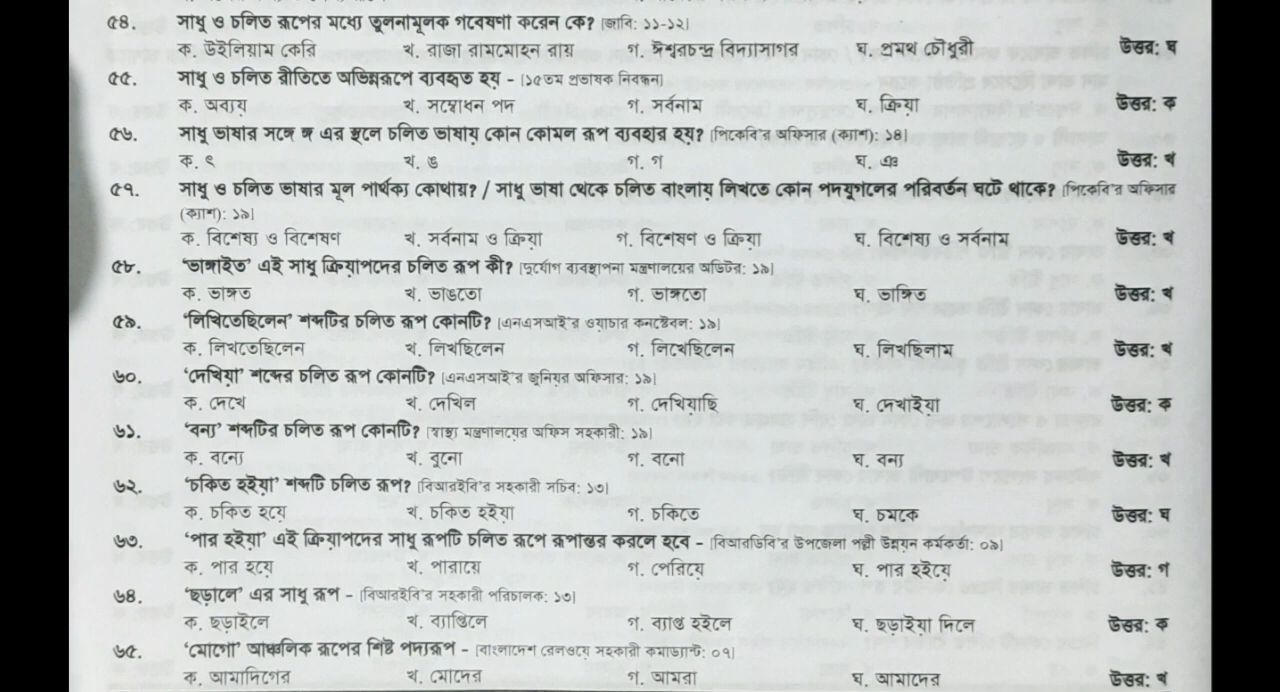 ৫৪. সাধু ও চলিত রূপের মধ্যে তুলনামূলক গবেষণা করেন কে? [জাবি: ১১-১২]
ক. উইলিয়াম কেরি খ. রাজা রামমোহন রায় গ. ঈশ্বরচন্দ্র বিদ্যাসাগর ঘ. প্রমথ চৌধুরী উত্তর: ঘ
৫৫. সাধু ও চলিত রীতিতে অভিন্নরূপে ব্যবহৃত হয় - [১৫তম প্রভাষক নিবন্ধন]
ক. অব্যয় খ. সম্বোধন পদ গ. সর্বনাম ঘ. ক্রিয়া উত্তর: ক
৫৬. সাধু ভাষার সঙ্গে ঙ্গ এর স্থলে চলিত ভাষায় কোন কোমল রূপ ব্যবহার হয়? [পিকেবি'র অফিসার (ক্যাশ): ১৪]
ক. ৎ খ. ঙ গ. গ ঘ. ঞ উত্তর: খ
৫৭. সাধু ও চলিত ভাষার মূল পার্থক্য কোথায়? / সাধু ভাষা থেকে চলিত বাংলায় লিখতে কোন পদযুগলের পরিবর্তন ঘটে থাকে? [পিকেবি'র অফিসার
(ক্যাশ): ১৯]
ক. বিশেষ্য ও বিশেষণ খ. সর্বনাম ও ক্রিয়া গ. বিশেষণ ও ক্রিয়া ঘ. বিশেষ্য ও সর্বনাম উত্তর: খ
৫৮. 'ভাঙ্গাইত' এই সাধু ক্রিয়াপদের চলিত রূপ কী? [দুর্যোগ ব্যবস্থাপনা মন্ত্রণালয়ের অডিটর: ১৯]
ক. ভাঙ্গত খ. ভাঙতো গ. ভাঙ্গতো ঘ. ভাঙ্গিত উত্তর: খ
৫৯. 'লিখিতেছিলেন' শব্দটির চলিত রূপ কোনটি? [এনএসআই'র ওয়াচার কনস্টেবল: ১৯]
ক. লিখতেছিলেন খ. লিখছিলেন গ. লিখেছিলেন ঘ. লিখছিলাম উত্তর: খ
৬০. 'দেখিয়া' শব্দের চলিত রূপ কোনটি? [এনএসআই'র জুনিয়র অফিসার: ১৯]
ক. দেখে খ. দেখিল গ. দেখিয়াছি ঘ. দেখাইয়া উত্তর: ক
৬১. 'বন্য' শব্দটির চলিত রূপ কোনটি? [স্বাস্থ্য মন্ত্রণালয়ের অফিস সহকারী: ১৯]
ক. বন্যে খ. বুনো গ. বনো ঘ. বন্য উত্তর: খ
৬২. 'চকিত হইয়া' শব্দটি চলিত রূপ? [বিআরইবি'র সহকারী সচিব: ১৩]
ক. চকিত হয়ে খ. চকিত হইয়া গ. চকিতে ঘ. চমকে উত্তর: ঘ
৬৩. 'পার হইয়া' এই ক্রিয়াপদের সাধু রূপটি চলিত রূপে রূপান্তর করলে হবে - [বিআরডিবি'র উপজেলা পল্লী উন্নয়ন কর্মকর্তা: ০৯]
ক. পার হয়ে খ. পারায়ে গ. পেরিয়ে ঘ. পার হইয়ে উত্তর: গ
৬৪. 'ছড়ালে' এর সাধু রূপ - [বিআরইবি'র সহকারী পরিচালক: ১৩]
ক. ছড়াইলে খ. ব্যাপ্তিলে গ. ব্যাপ্ত হইলে ঘ. ছড়াইয়া দিলে উত্তর: ক
৬৫. 'মোগো' আঞ্চলিক রূপের শিষ্ট পদ্যরূপ - [বাংলাদেশ রেলওয়ে সহকারী কমাড্যান্ট: ০৭]
ক. আমাদিগের খ. মোদের গ. আমরা ঘ. আমাদের উত্তর: খ